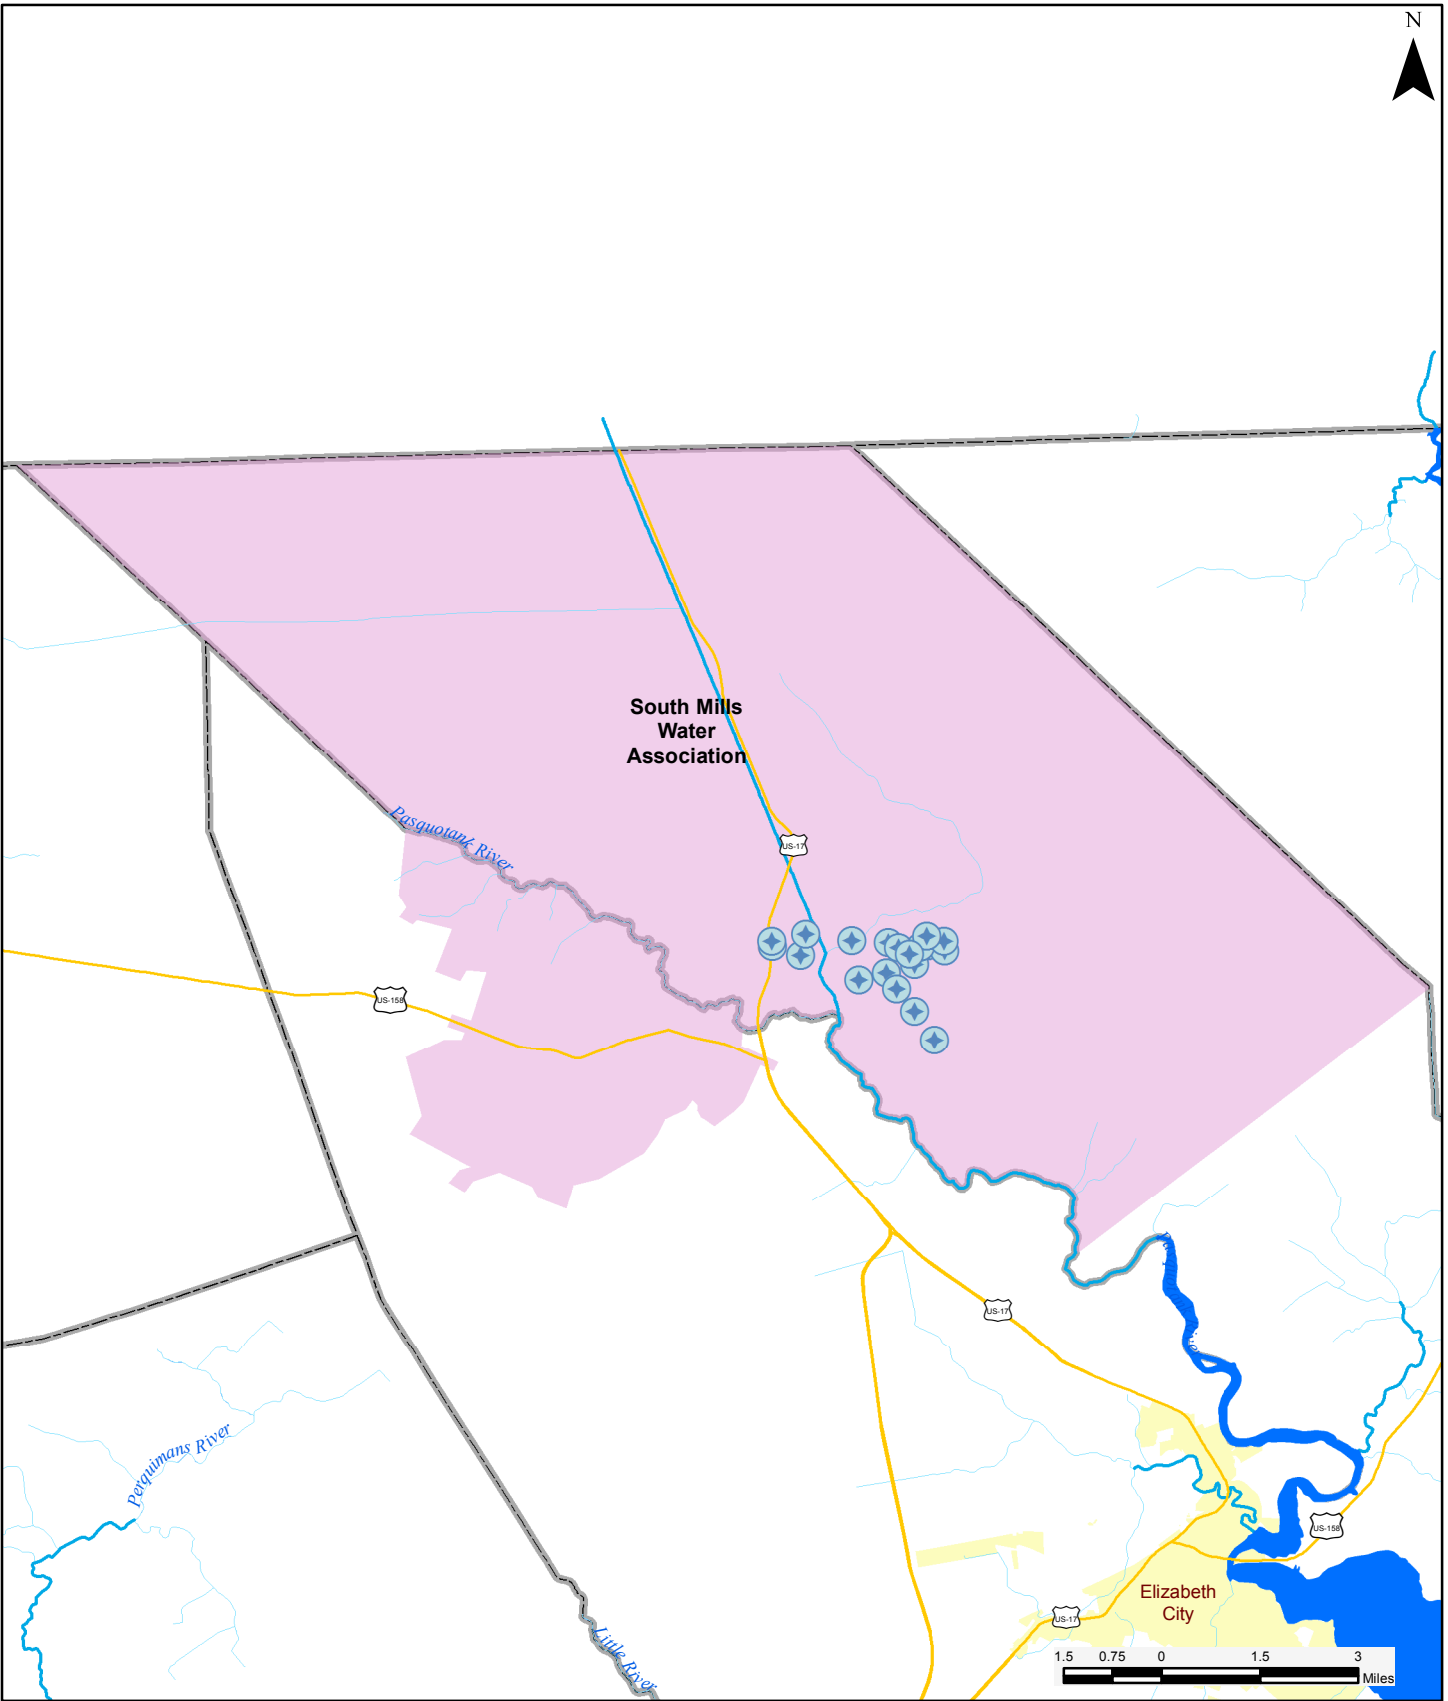 N
South Mills
Water
Association
Pasquotank River
US-17
US-158
US-17
Perquimans River
US-158
Elizabeth
City
US-17
Little River
1.5 0.75 0 1.5 3
Miles